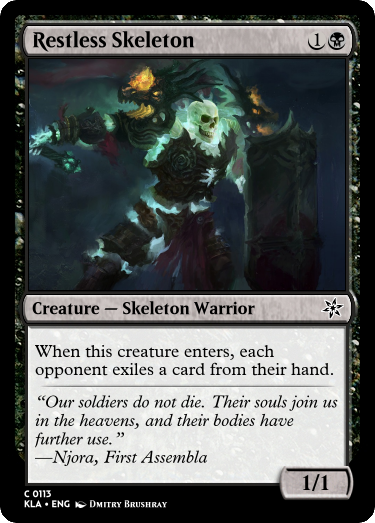 Restless Skeleton 1
Creature — Skeleton Warrior
When this creature enters, each
opponent exiles a card from their hand.
“Our soldiers do not die. Their souls join us
in the heavens, and their bodies have
further use.”
—Njora, First Assembla
1/1
C 0113
KLA • ENG Dmitry Brushray